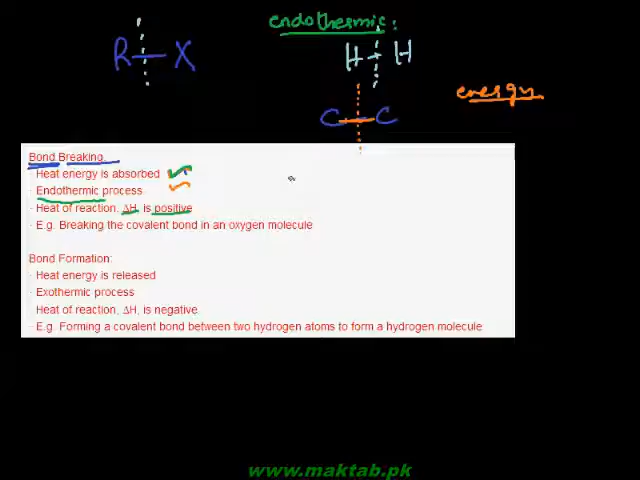 endothermic:
R-X
H-H
energy
C-C
Bond Breaking:
- Heat energy is absorbed
- Endothermic process
- Heat of reaction, ΔH, is positive
- E.g. Breaking the covalent bond in an oxygen molecule
Bond Formation:
- Heat energy is released
- Exothermic process
Heat of reaction, ΔH, is negative
- E.g. Forming a covalent bond between two hydrogen atoms to form a hydrogen molecule
www.maktab.pk